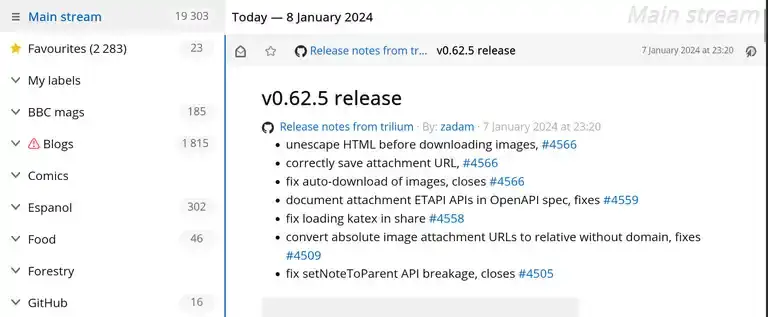 Main stream 19 303
Favourites (2 283) 23
My labels
BBC mags 185
Blogs 1 815
Comics
Espanol 302
Food 46
Forestry
GitHub 16
Today — 8 January 2024
Main stream
Release notes from tr... v0.62.5 release 7 January 2024 at 23:20
v0.62.5 release
Release notes from trilium · By: zadam · 7 January 2024 at 23:20
• unescape HTML before downloading images, #4566
• correctly save attachment URL, #4566
• fix auto-download of images, closes #4566
• document attachment ETAPI APIs in OpenAPI spec, fixes #4559
• fix loading katex in share #4558
• convert absolute image attachment URLs to relative without domain, fixes
#4509
• fix setNoteToParent API breakage, closes #4505